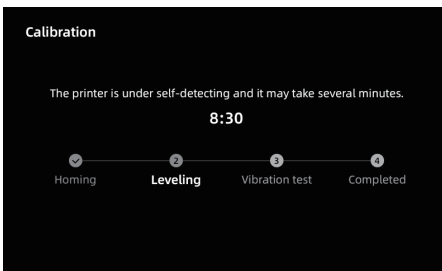 Calibration
The printer is under self-detecting and it may take several minutes.
8:30
2 3 4
Homing Leveling Vibration test Completed